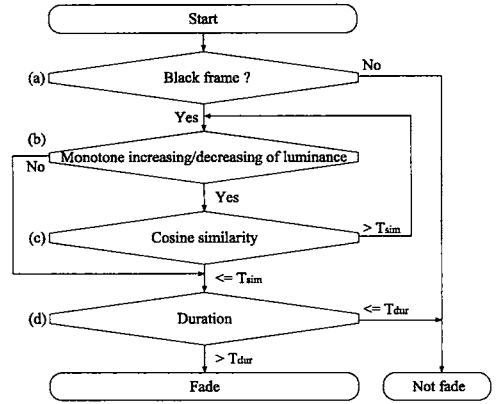 Start
(a)
Black frame ?
No
Yes
(b)
Monotone increasing/decreasing of luminance
No
Yes
(c)
Cosine similarity
> Tsim
<= Tsim
(d)
Duration
<= Tdur
> Tdur
Fade
Not fade